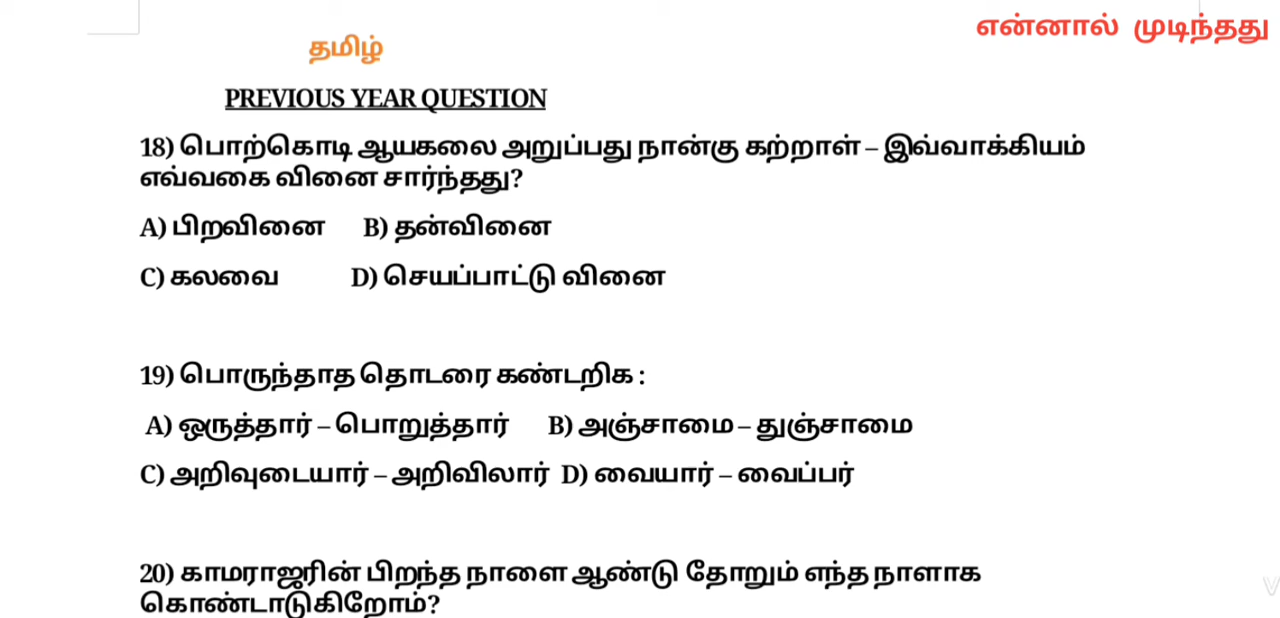 என்னால் முடிந்தது
தமிழ்
PREVIOUS YEAR QUESTION
18) பொற்கொடி ஆயகலை அறுப்பது நான்கு கற்றாள் – இவ்வாக்கியம்
எவ்வகை வினை சார்ந்தது?
A) பிறவினை B) தன்வினை
C) கலவை D) செயப்பாட்டு வினை
19) பொருந்தாத தொடரை கண்டறிக :
A) ஒருத்தார் – பொறுத்தார் B) அஞ்சாமை – துஞ்சாமை
C) அறிவுடையார் – அறிவிலார் D) வையார் – வைப்பர்
20) காமராஜரின் பிறந்த நாளை ஆண்டு தோறும் எந்த நாளாக
கொண்டாடுகிறோம்?
V